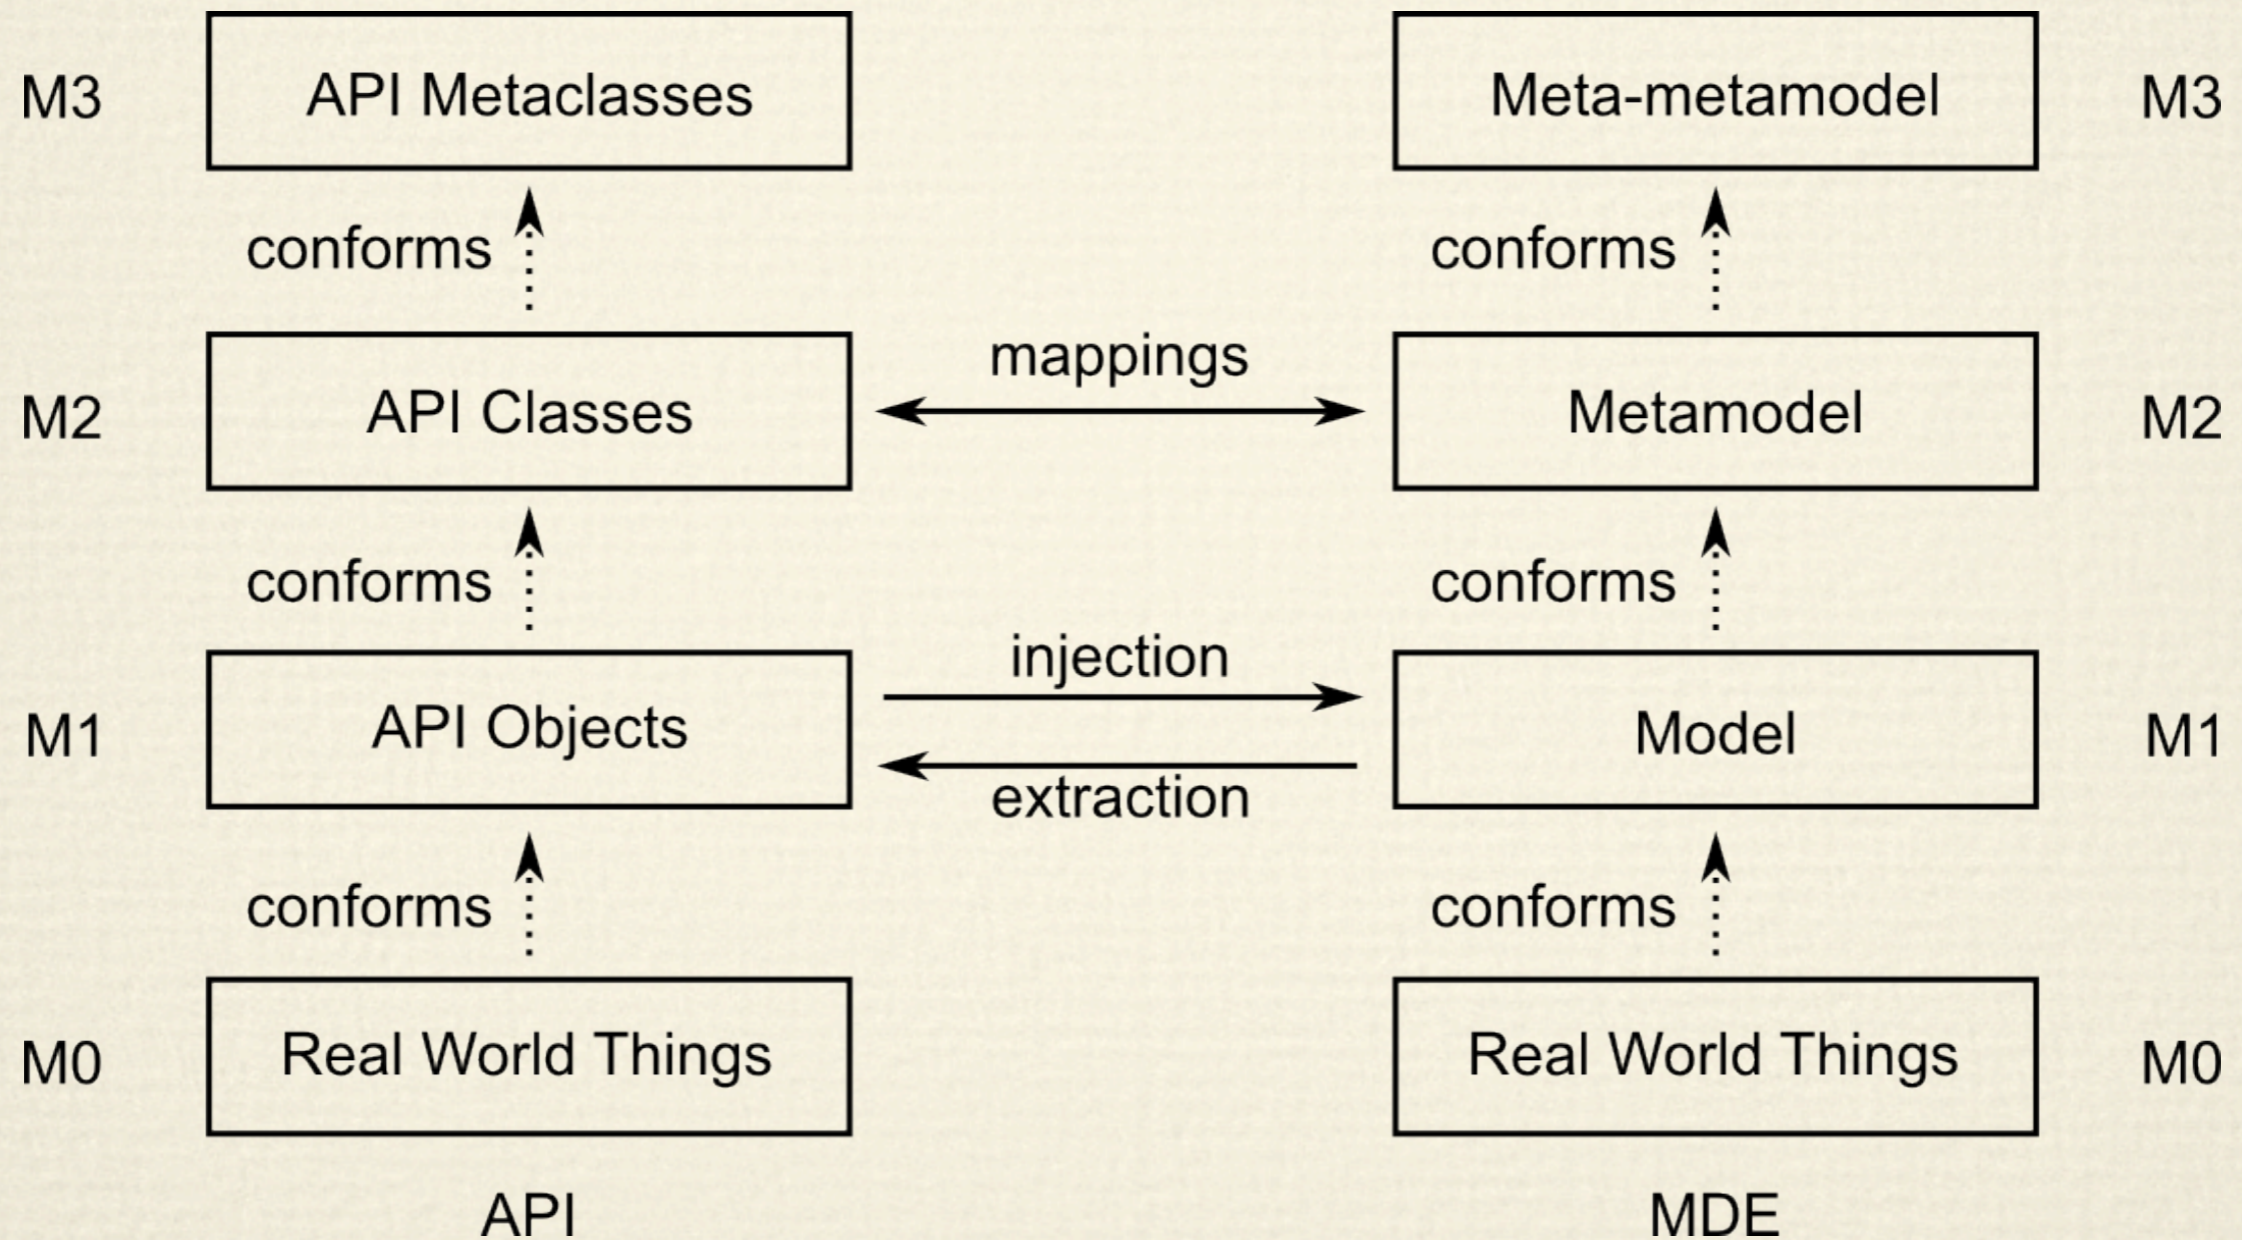 M3
API Metaclasses
Meta-metamodel
M3
conforms
conforms
mappings
M2
API Classes
Metamodel
M2
conforms
conforms
injection
M1
API Objects
Model
M1
extraction
conforms
conforms
M0
Real World Things
Real World Things
M0
API
MDE